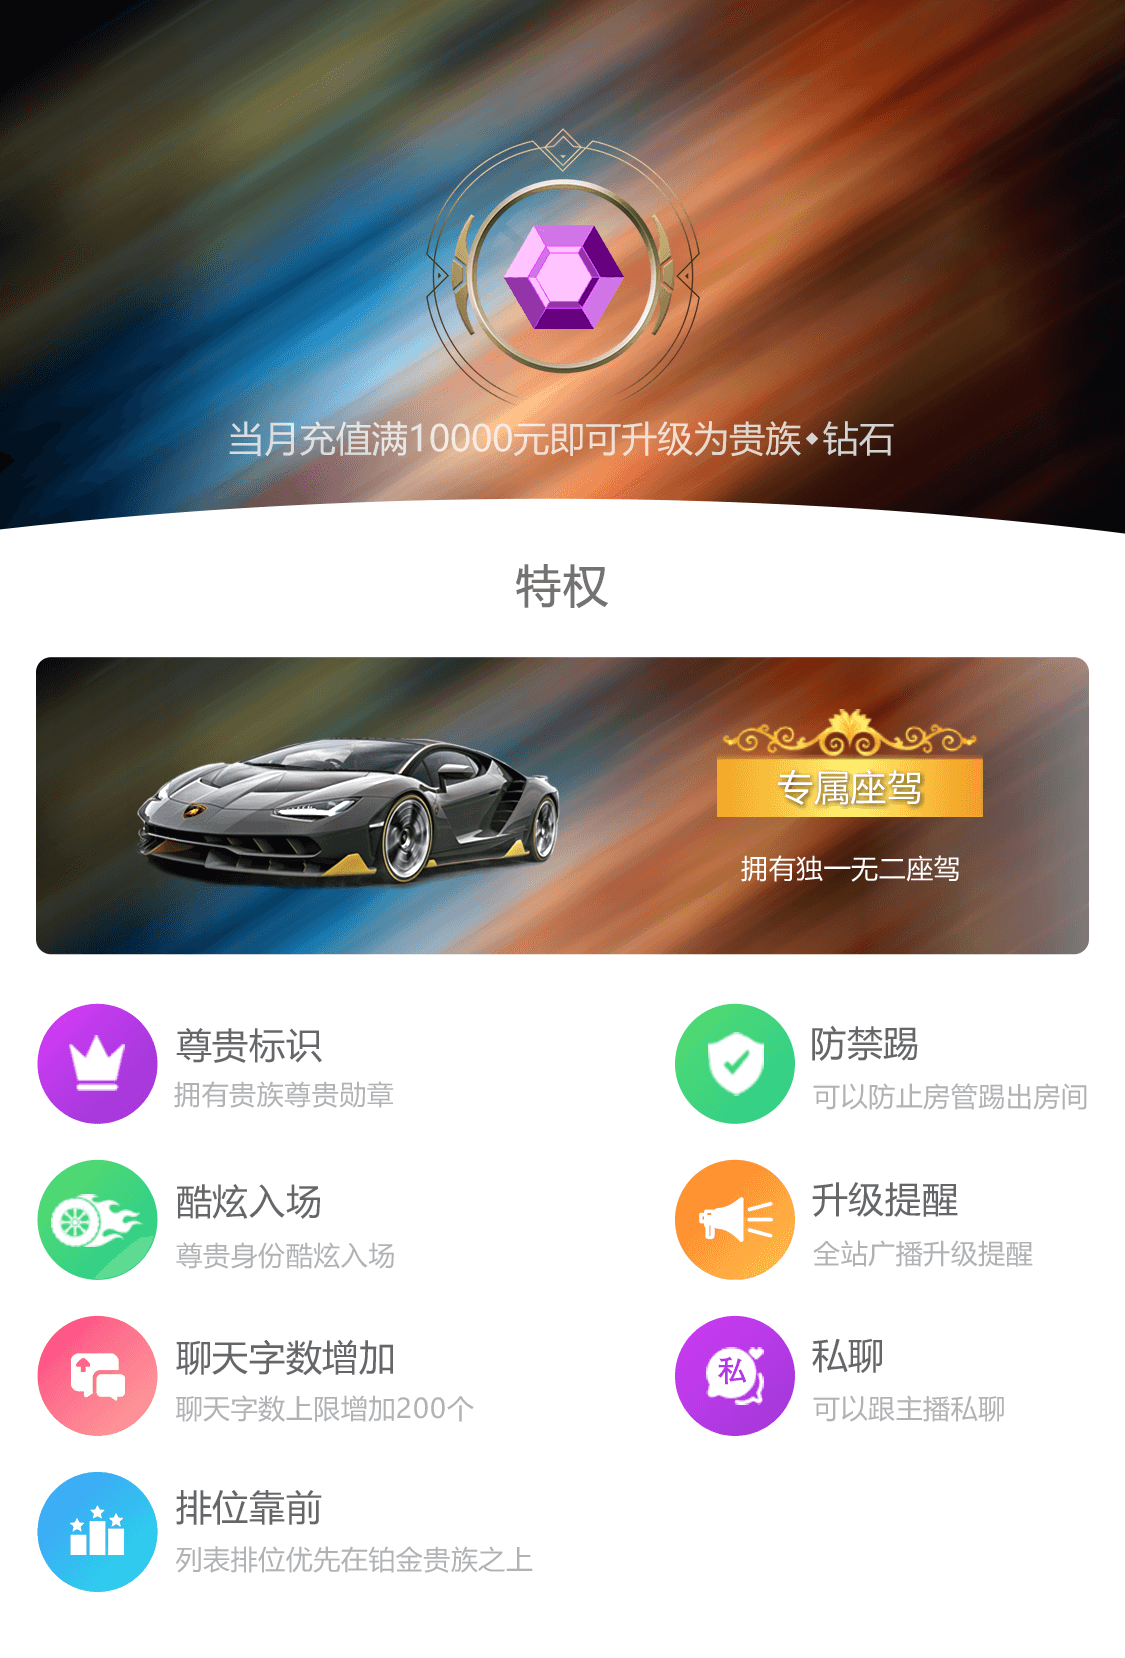 当月充值满10000元即可升级为贵族◆钻石
特权
专属座驾
拥有独一无二座驾
尊贵标识
拥有贵族尊贵勋章
防禁踢
可以防止房管踢出房间
酷炫入场
尊贵身份酷炫入场
升级提醒
全站广播升级提醒
聊天字数增加
聊天字数上限增加200个
私
私聊
可以跟主播私聊
排位靠前
列表排位优先在铂金贵族之上